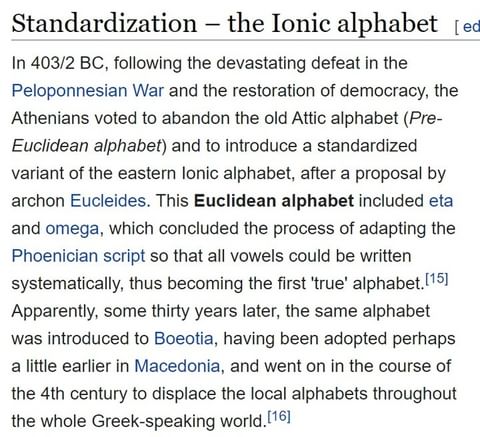 Standardization – the Ionic alphabet [ ed
In 403/2 BC, following the devastating defeat in the
Peloponnesian War and the restoration of democracy, the
Athenians voted to abandon the old Attic alphabet (Pre-
Euclidean alphabet) and to introduce a standardized
variant of the eastern Ionic alphabet, after a proposal by
archon Eucleides. This Euclidean alphabet included eta
and omega, which concluded the process of adapting the
Phoenician script so that all vowels could be written
systematically, thus becoming the first 'true' alphabet.[15]
Apparently, some thirty years later, the same alphabet
was introduced to Boeotia, having been adopted perhaps
a little earlier in Macedonia, and went on in the course of
the 4th century to displace the local alphabets throughout
the whole Greek-speaking world.[16]